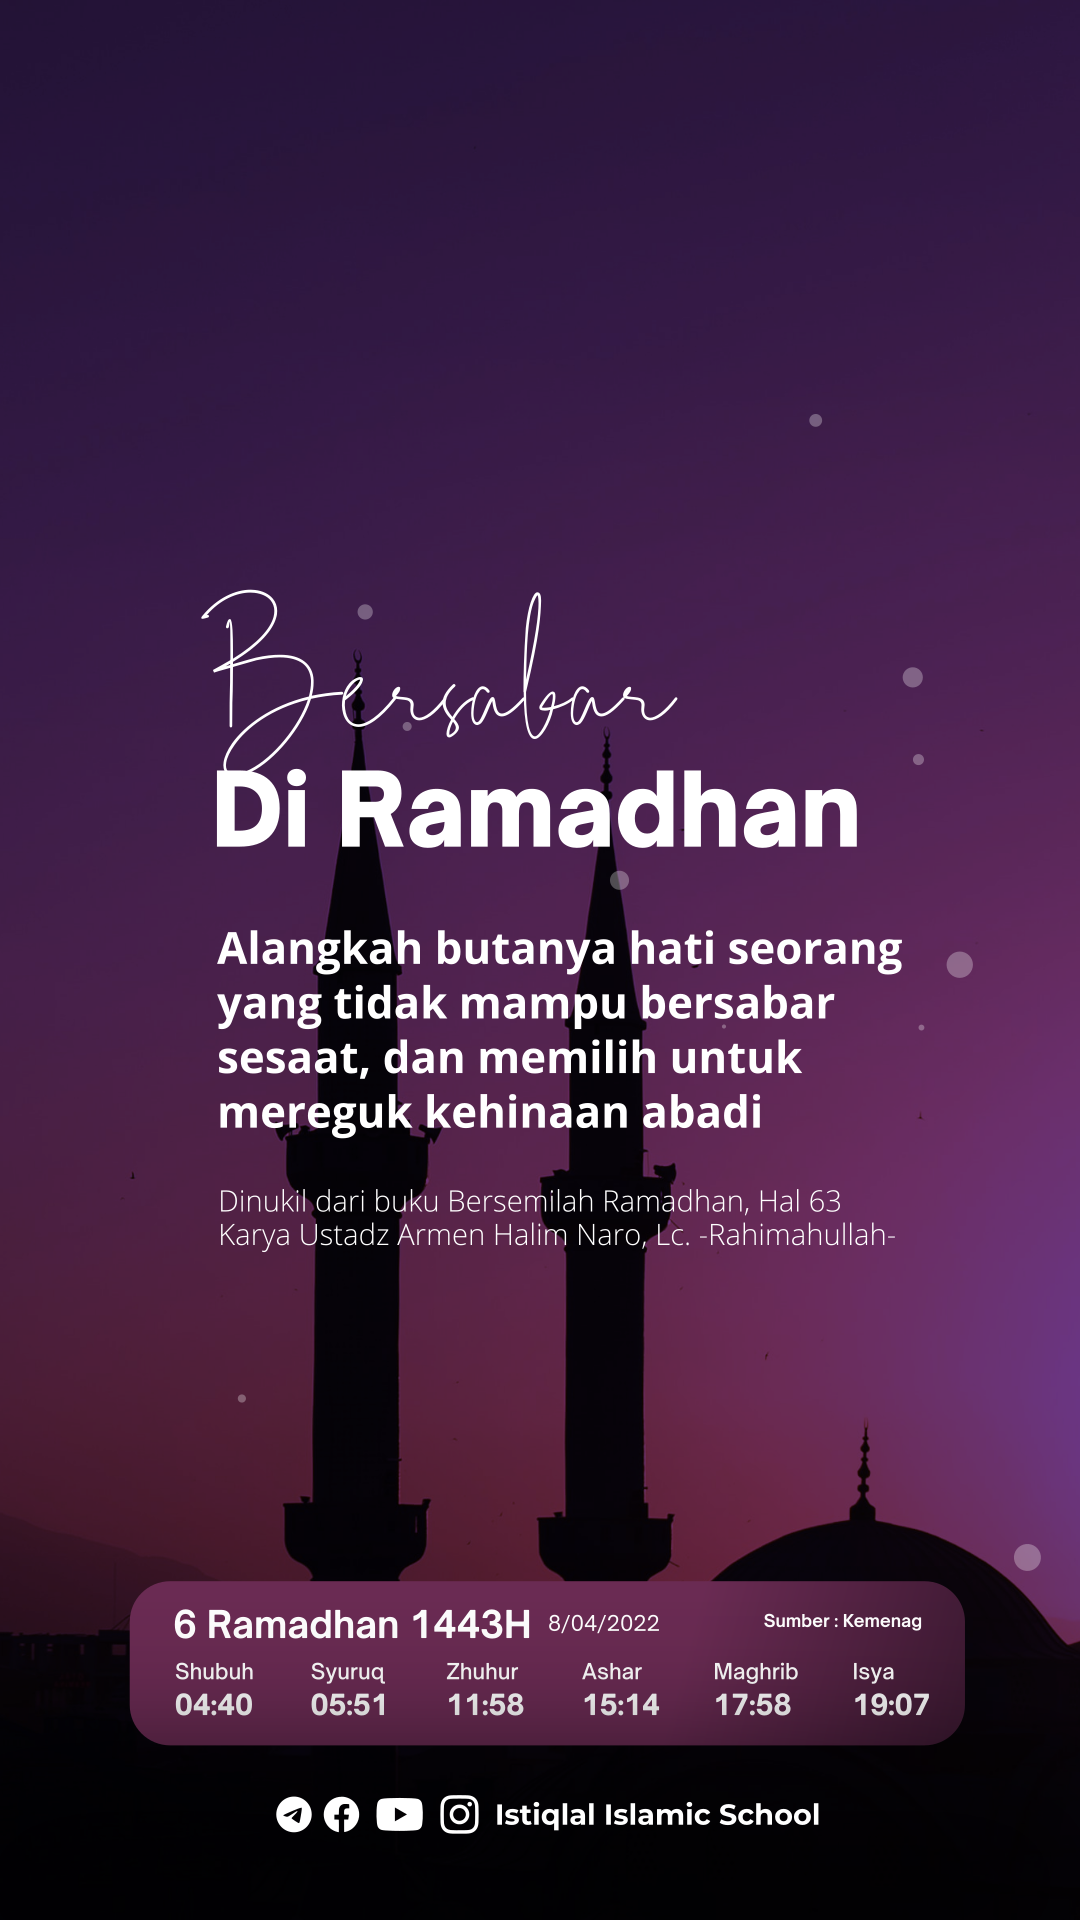 Bersabar
Di Ramadhan
Alangkah butanya hati seorang
yang tidak mampu bersabar
sesaat, dan memilih untuk
mereguk kehinaan abadi
Dinukil dari buku Bersemilah Ramadhan, Hal 63
Karya Ustadz Armen Halim Naro, Lc. -Rahimahullah-
6 Ramadhan 1443H 8/04/2022 Sumber : Kemenag
Shubuh Syuruq Zhuhur Ashar Maghrib Isya
04:40 05:51 11:58 15:14 17:58 19:07
Istiqlal Islamic School